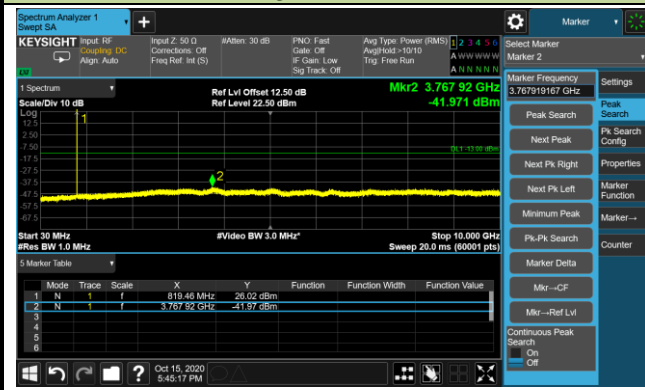 Spectrum Analyzer 1
Swept SA
Marker
KEYSIGHT
Input: RF
Coupling: DC
Align: Auto
Input Z: 50 Ω
Corrections: Off
Freq Ref: Int (S)
#Atten: 30 dB
PNO: Fast
Gate: Off
IF Gain: Low
Sig Track: Off
Avg Type: Power (RMS)
Avg|Hold:>10/10
Trig: Free Run
1 2 3 4 5 6
A W W W W W
A N N N N N
Select Marker
Marker 2
Marker Frequency
3.767919167 GHz
Peak Search
Next Peak
Next Pk Right
Next Pk Left
Minimum Peak
Pk-Pk Search
Marker Delta
Mkr→CF
Mkr→Ref Lvl
Continuous Peak
Search
On
Off
Settings
Peak
Search
Pk Search
Config
Properties
Marker
Function
Marker→
Counter
1 Spectrum
Scale/Div 10 dB
Log
Ref Lvl Offset 12.50 dB
Ref Level 22.50 dBm
Mkr2 3.767 92 GHz
-41.971 dBm
12.5
2.50
-7.50
-17.5
-27.5
-37.5
-47.5
-57.5
-67.5
1
2
DL1 -13.00 dBm
Start 30 MHz
#Res BW 1.0 MHz
#Video BW 3.0 MHz*
Stop 10.000 GHz
Sweep 20.0 ms (60001 pts)
5 Marker Table
Mode Trace Scale X Y Function Function Width Function Value
1 N 1 f 819.46 MHz 26.02 dBm
2 N 1 f 3.767 92 GHz -41.97 dBm
3
4
5
6
Oct 15, 2020
5:45:17 PM